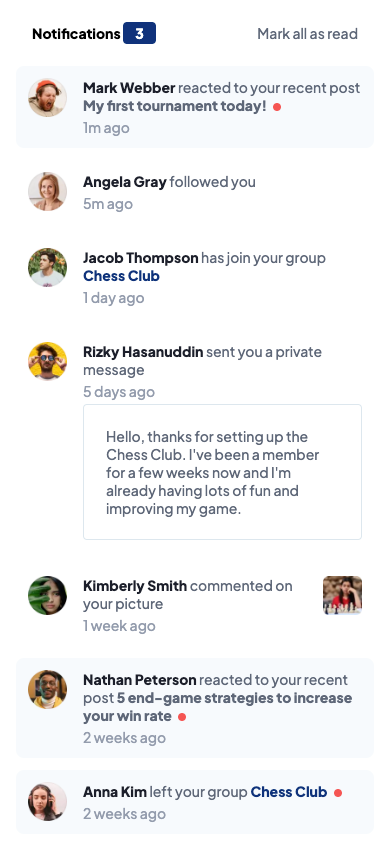 Notifications 3 Mark all as read
Mark Webber reacted to your recent post
My first tournament today!
1m ago
Angela Gray followed you
5m ago
Jacob Thompson has join your group
Chess Club
1 day ago
Rizky Hasanuddin sent you a private
message
5 days ago
Hello, thanks for setting up the
Chess Club. I've been a member
for a few weeks now and I'm
already having lots of fun and
improving my game.
Kimberly Smith commented on
your picture
1 week ago
Nathan Peterson reacted to your recent
post 5 end-game strategies to increase
your win rate
2 weeks ago
Anna Kim left your group Chess Club
2 weeks ago